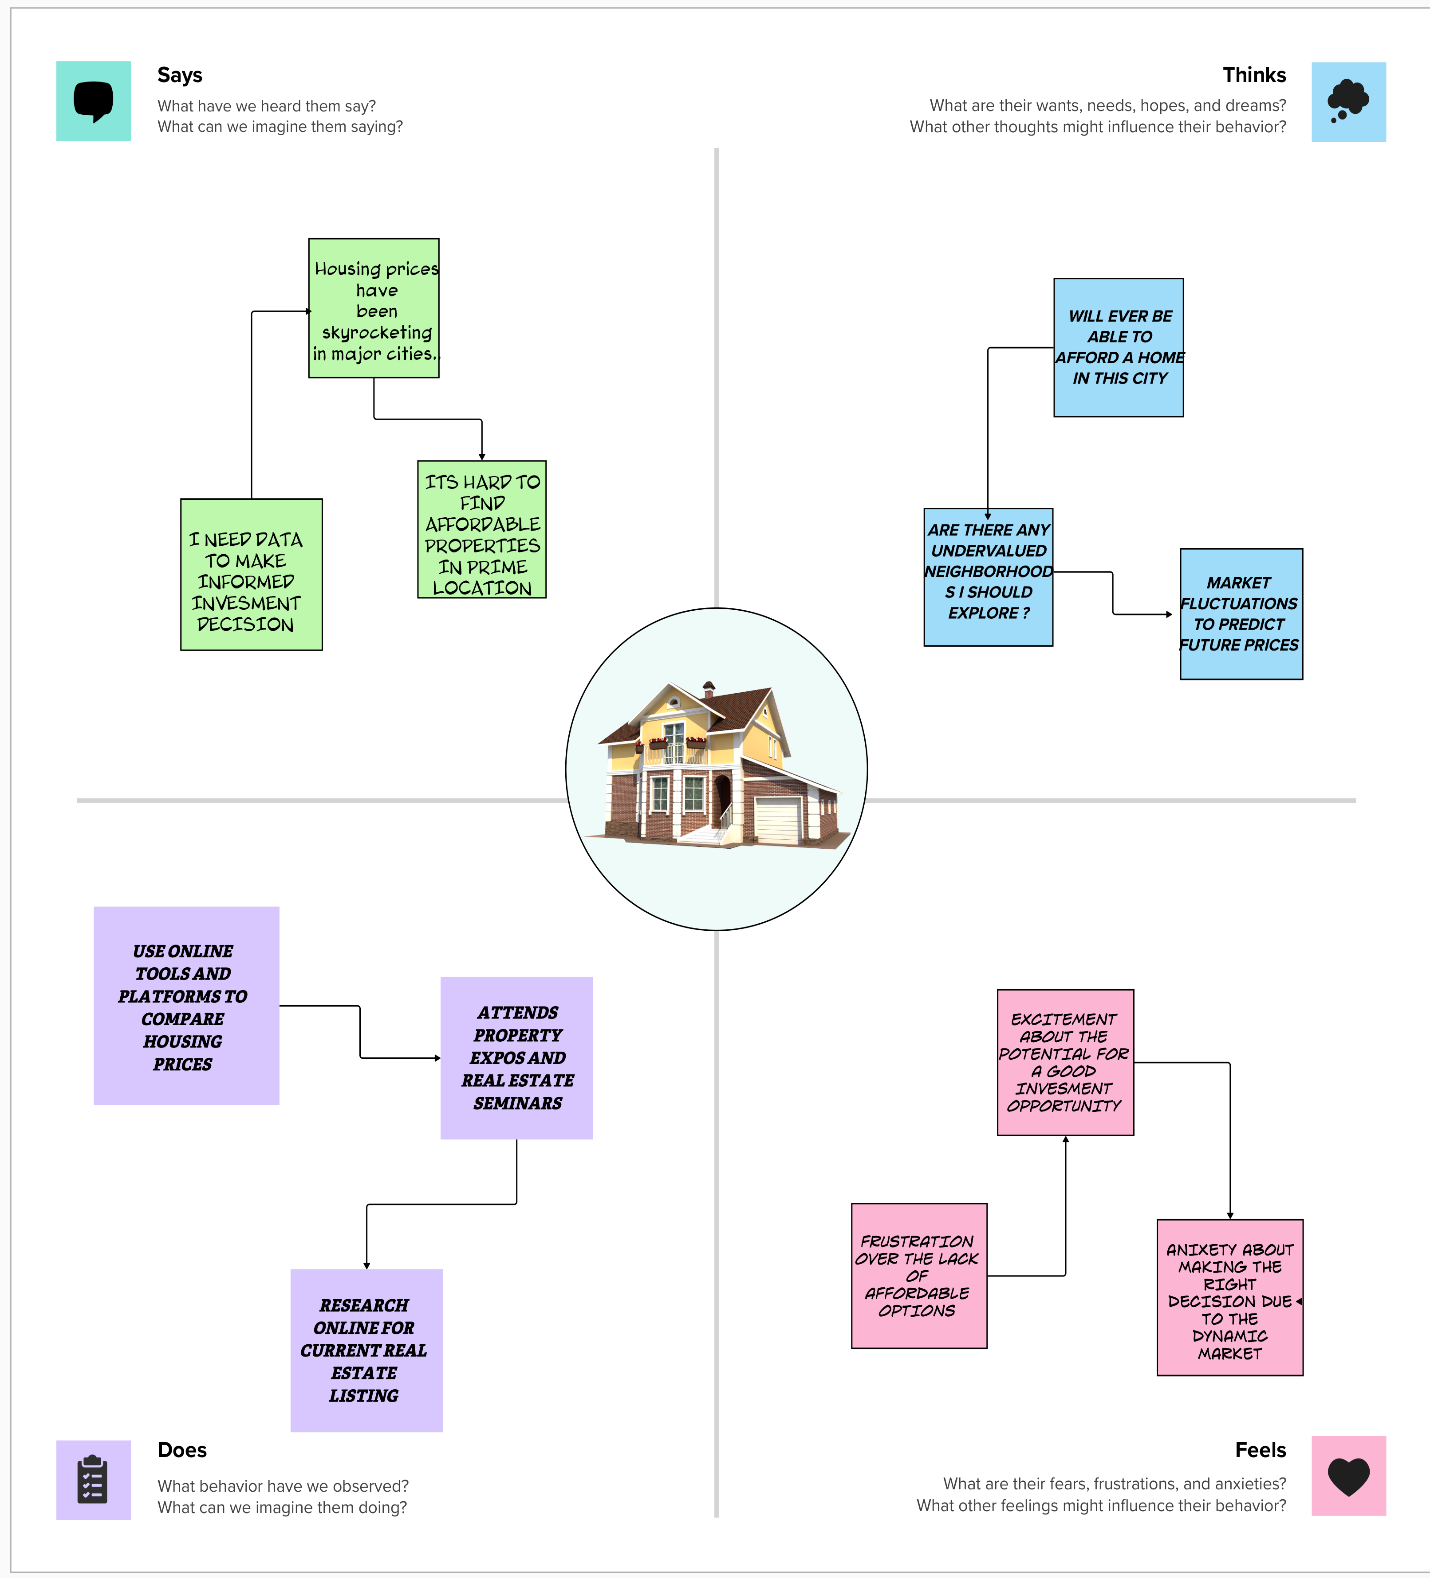 Says
What have we heard them say?
What can we imagine them saying?
Thinks
What are their wants, needs, hopes, and dreams?
What other thoughts might influence their behavior?
Housing prices
have
been
skyrocketing
in major cities..
I NEED DATA
TO MAKE
INFORMED
INVESMENT
DECISION
ITS HARD TO
FIND
AFFORDABLE
PROPERTIES
IN PRIME
LOCATION
WILL EVER BE
ABLE TO
AFFORD A HOME
IN THIS CITY
ARE THERE ANY
UNDERVALUED
NEIGHBORHOOD
S I SHOULD
EXPLORE ?
MARKET
FLUCTUATIONS
TO PREDICT
FUTURE PRICES
USE ONLINE
TOOLS AND
PLATFORMS TO
COMPARE
HOUSING
PRICES
ATTENDS
PROPERTY
EXPOS AND
REAL ESTATE
SEMINARS
RESEARCH
ONLINE FOR
CURRENT REAL
ESTATE
LISTING
EXCITEMENT
ABOUT THE
POTENTIAL FOR
A GOOD
INVESMENT
OPPORTUNITY
FRUSTRATION
OVER THE LACK
OF
AFFORDABLE
OPTIONS
ANIXETY ABOUT
MAKING THE
RIGHT
DECISION DUE
TO THE
DYNAMIC
MARKET
Does
What behavior have we observed?
What can we imagine them doing?
Feels
What are their fears, frustrations, and anxieties?
What other feelings might influence their behavior?